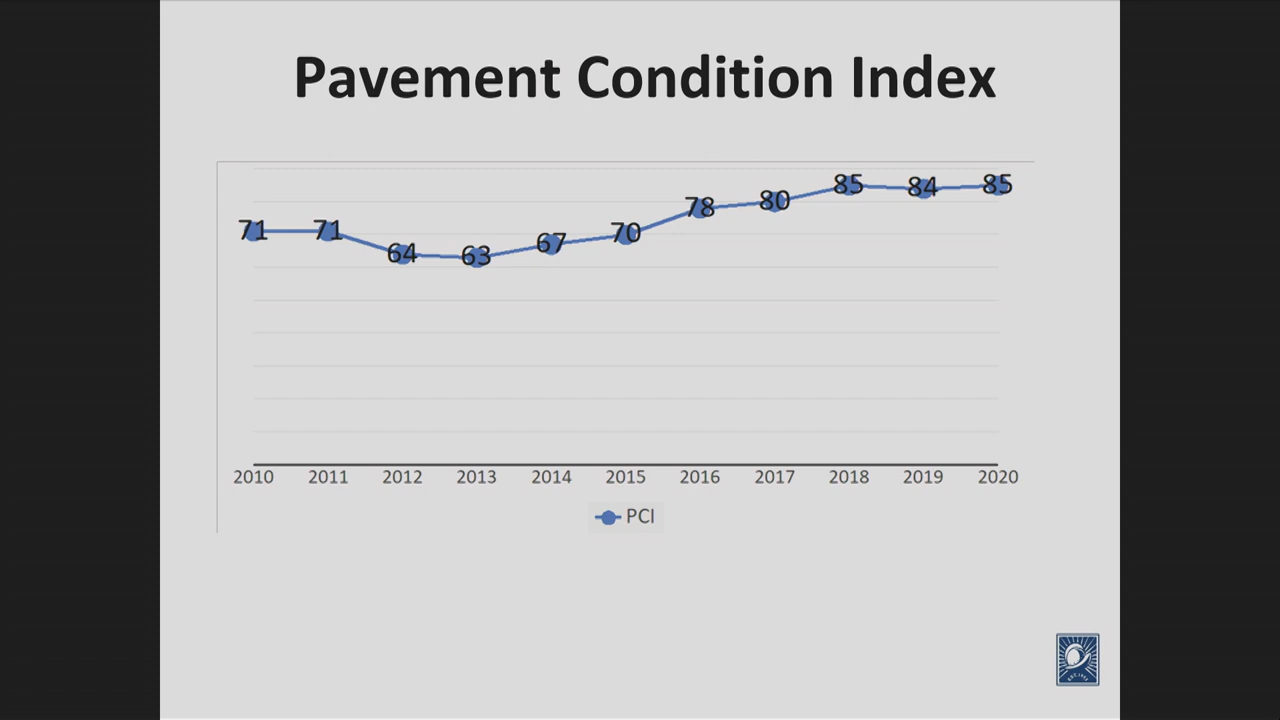 Pavement Condition Index
71 71 64 63 67 70 78 80 85 84 85
2010 2011 2012 2013 2014 2015 2016 2017 2018 2019 2020
PCI